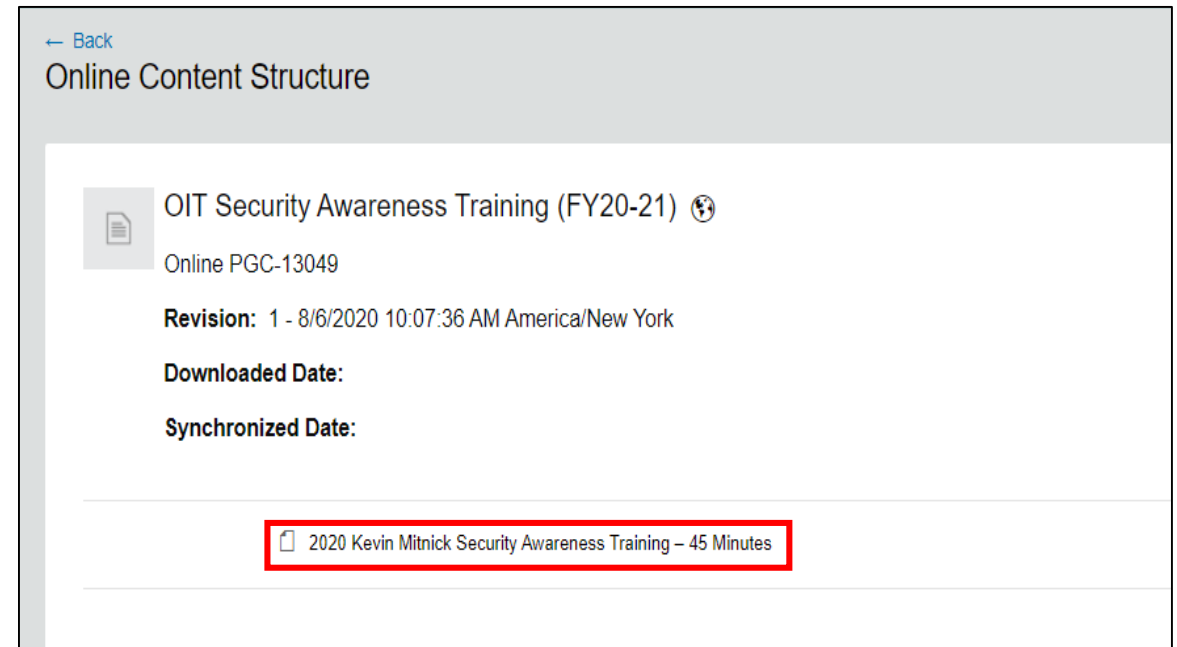 ← Back
Online Content Structure
OIT Security Awareness Training (FY20-21)
Online PGC-13049
Revision: 1 - 8/6/2020 10:07:36 AM America/New York
Downloaded Date:
Synchronized Date:
2020 Kevin Mitnick Security Awareness Training – 45 Minutes